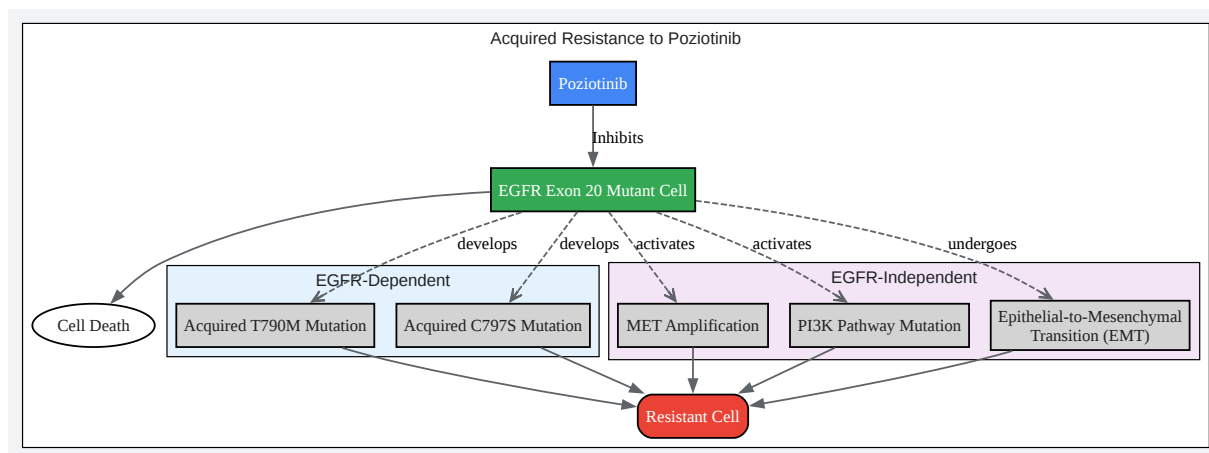 Acquired Resistance to Poziotinib
Poziotinib
Inhibits
EGFR Exon 20 Mutant Cell
develops
develops
activates
activates
undergoes
EGFR-Dependent
EGFR-Independent
Cell Death
Acquired T790M Mutation
Acquired C797S Mutation
MET Amplification
PI3K Pathway Mutation
Epithelial-to-Mesenchymal
Transition (EMT)
Resistant Cell